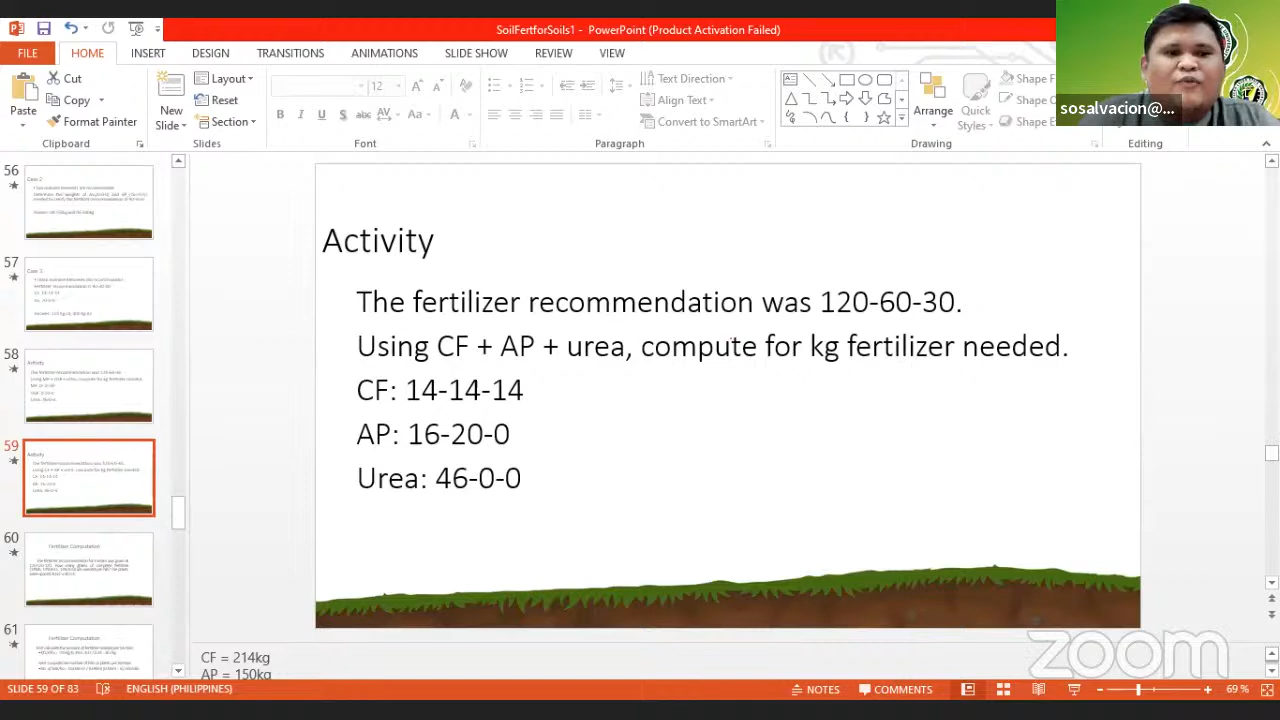 SoilFertforSoils1 - PowerPoint (Product Activation Failed)
FILE HOME INSERT DESIGN TRANSITIONS ANIMATIONS SLIDE SHOW REVIEW VIEW
Paste
Cut
Copy
Format Painter
Clipboard
New
Slide
Layout
Reset
Section
Slides
12
Font
Text Direction
Align Text
Convert to SmartArt
Paragraph
Arrange
Quick
Styles
Shape F
Shape O
Shape E
Drawing
Editing
sosalvacion@...
56
57
58
59
60
61
Activity
The fertilizer recommendation was 120-60-30.
Using CF + AP + urea, compute for kg fertilizer needed.
CF: 14-14-14
AP: 16-20-0
Urea: 46-0-0
CF = 214kg
AP = 150kg
zoom
SLIDE 59 OF 83 ENGLISH (PHILIPPINES) NOTES COMMENTS 69 %